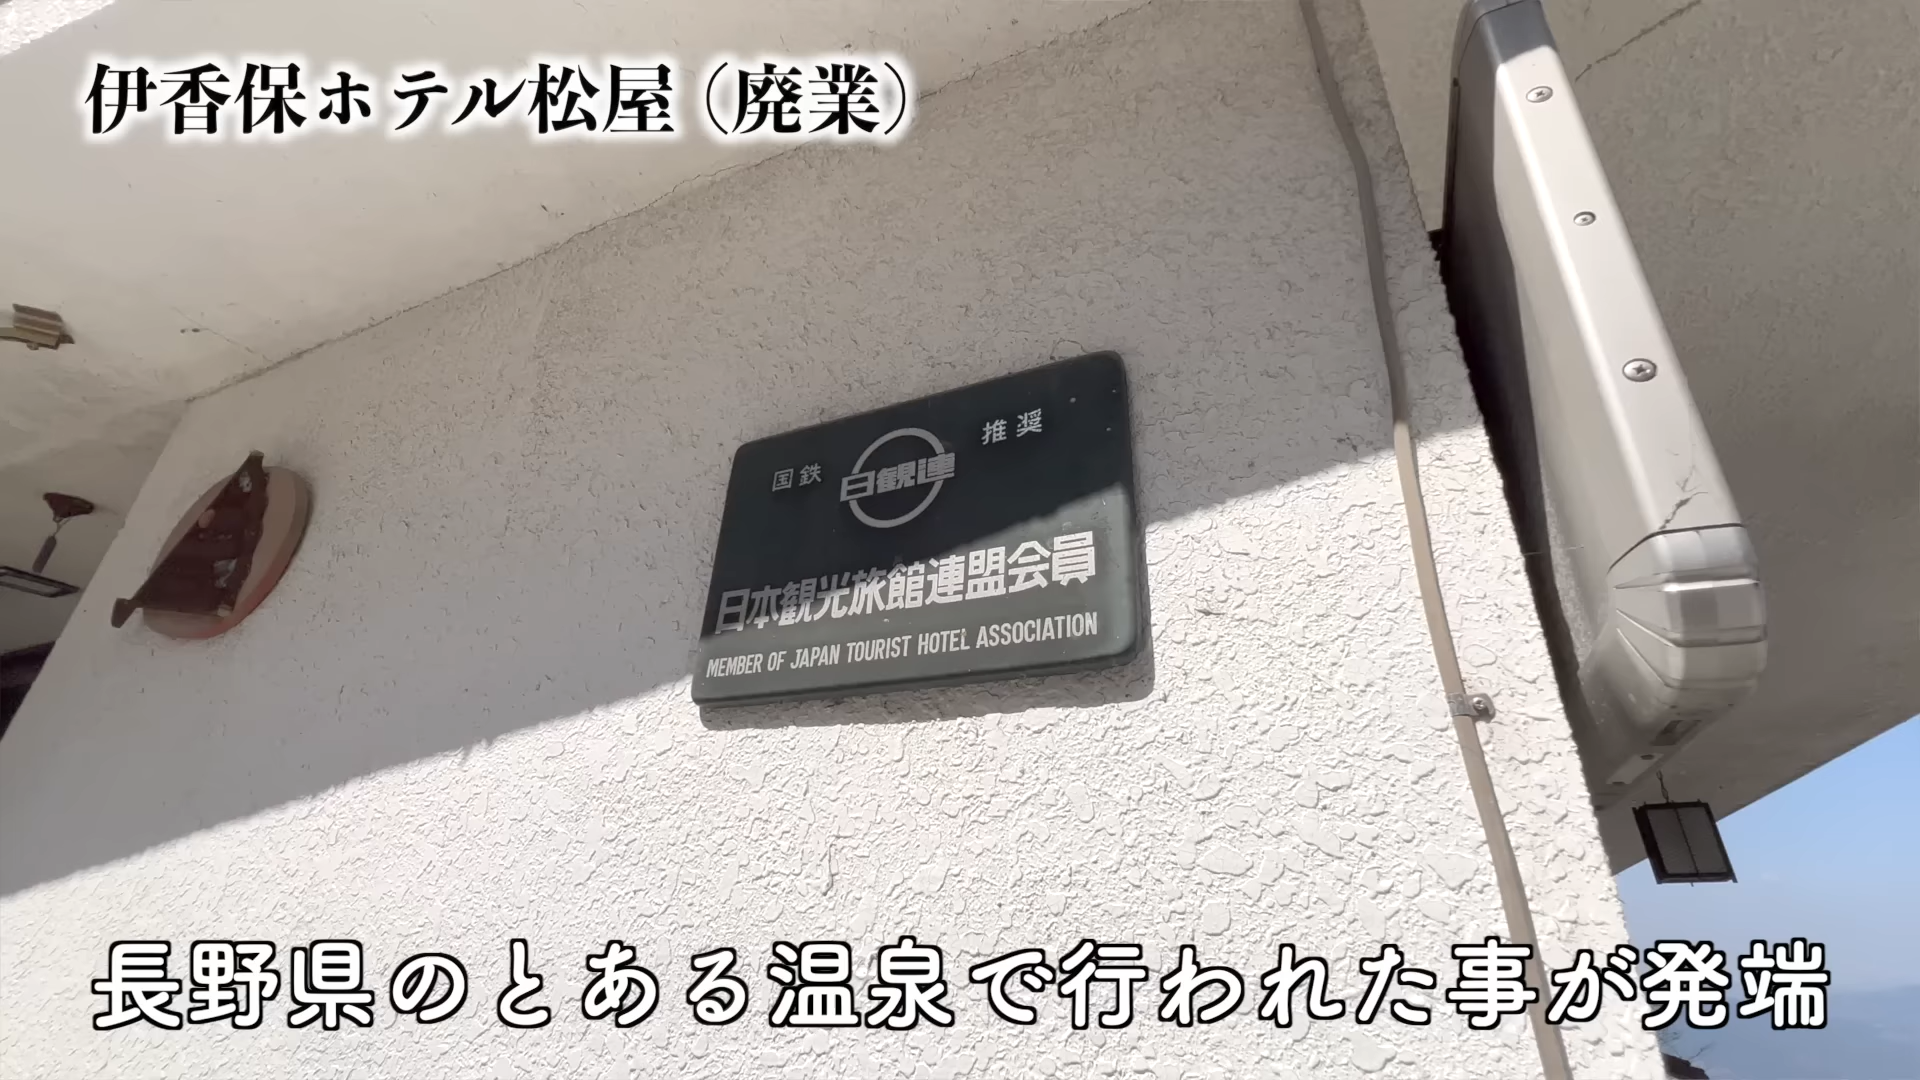 伊香保ホテル松屋（廃業）
国鉄 日観連 推奨
日本観光旅館連盟会員
MEMBER OF JAPAN TOURIST HOTEL ASSOCIATION
長野県のとある温泉で行われた事が発端